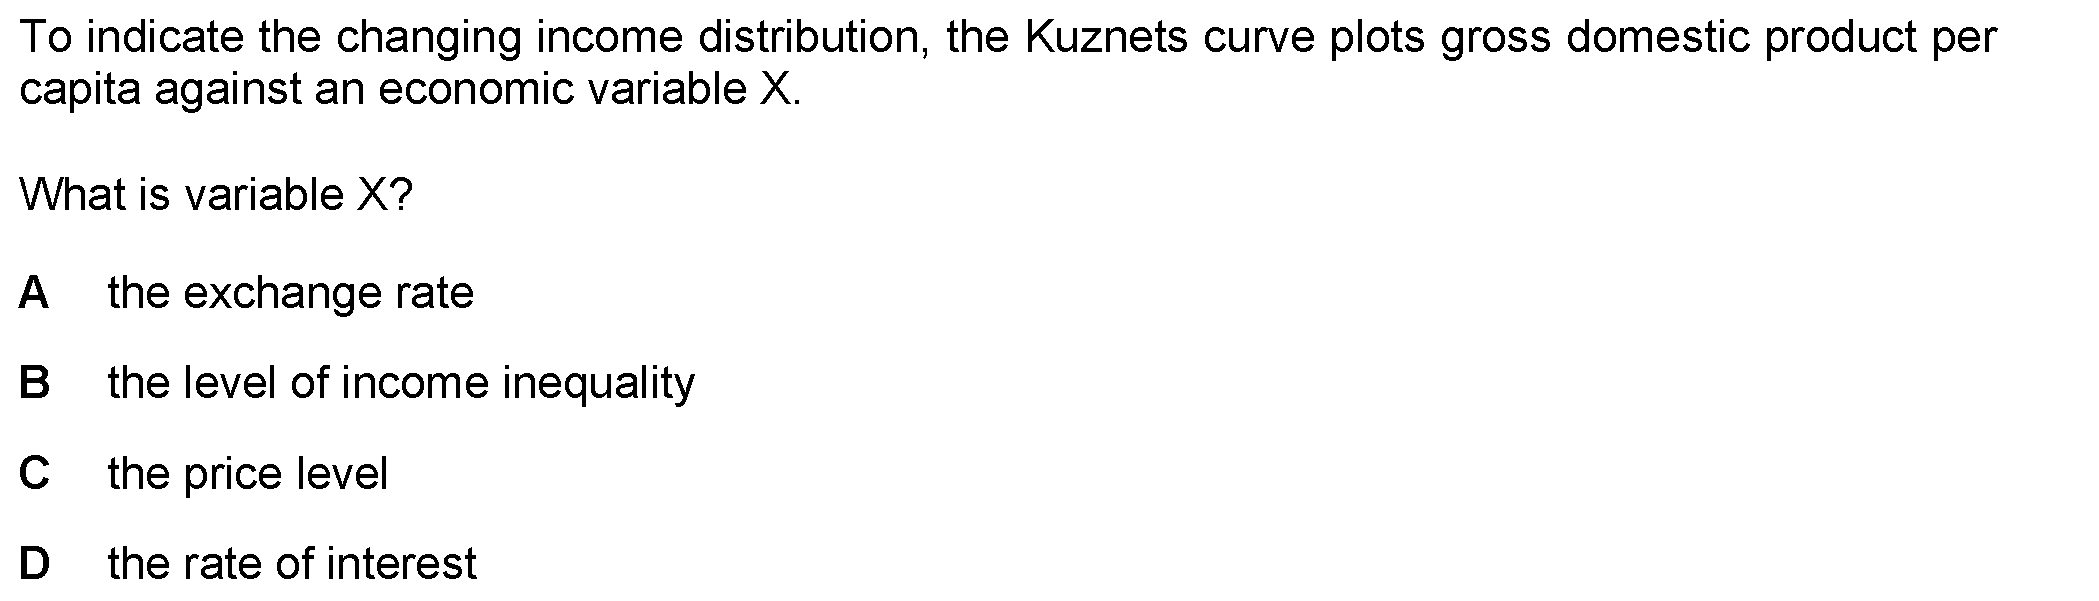 To indicate the changing income distribution, the Kuznets curve plots gross domestic product per
capita against an economic variable X.
What is variable X?
A the exchange rate
B the level of income inequality
C the price level
D the rate of interest